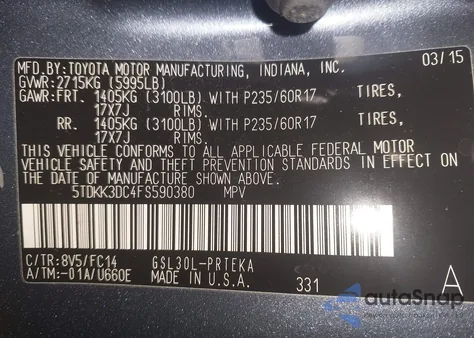 MFD.BY:TOYOTA MOTOR MANUFACTURING, INDIANA, INC. 03/15
GVWR:2715KG (5995LB)
GAWR:FRT. 1405KG (3100LB) WITH P235/60R17 TIRES,
17X7J RIMS.
RR. 1405KG (3100LB) WITH P235/60R17 TIRES,
17X7J RIMS.
THIS VEHICLE CONFORMS TO ALL APPLICABLE FEDERAL MOTOR
VEHICLE SAFETY AND THEFT PREVENTION STANDARDS IN EFFECT ON
THE DATE OF MANUFACTURE SHOWN ABOVE.
5TDKK3DC4FS590380 MPV
C/TR:8V5/FC14 GSL30L-PRTEKA
A/TM:-01A/U660E MADE IN U.S.A. 331 A
autoSnap